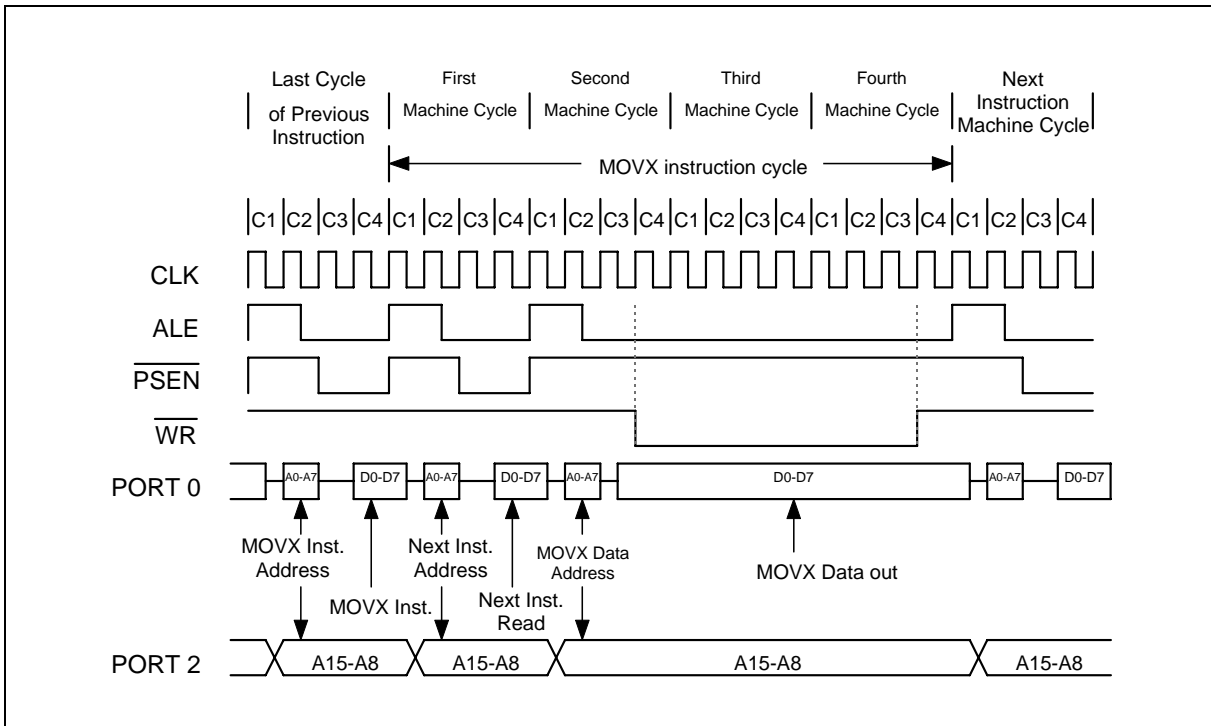 Last Cycle
of Previous
Instruction
First
Machine Cycle
Second
Machine Cycle
Third
Machine Cycle
Fourth
Machine Cycle
Next
Instruction
Machine Cycle
MOVX instruction cycle
C1 C2 C3 C4 C1 C2 C3 C4 C1 C2 C3 C4 C1 C2 C3 C4 C1 C2 C3 C4 C1 C2 C3 C4
CLK
ALE
PSEN
WR
PORT 0
A0-A7 D0-D7 A0-A7 D0-D7 A0-A7 D0-D7 A0-A7 D0-D7
MOVX Inst.
Address
MOVX Inst.
Next Inst.
Address
Next Inst.
Read
MOVX Data
Address
MOVX Data out
PORT 2
A15-A8 A15-A8 A15-A8 A15-A8